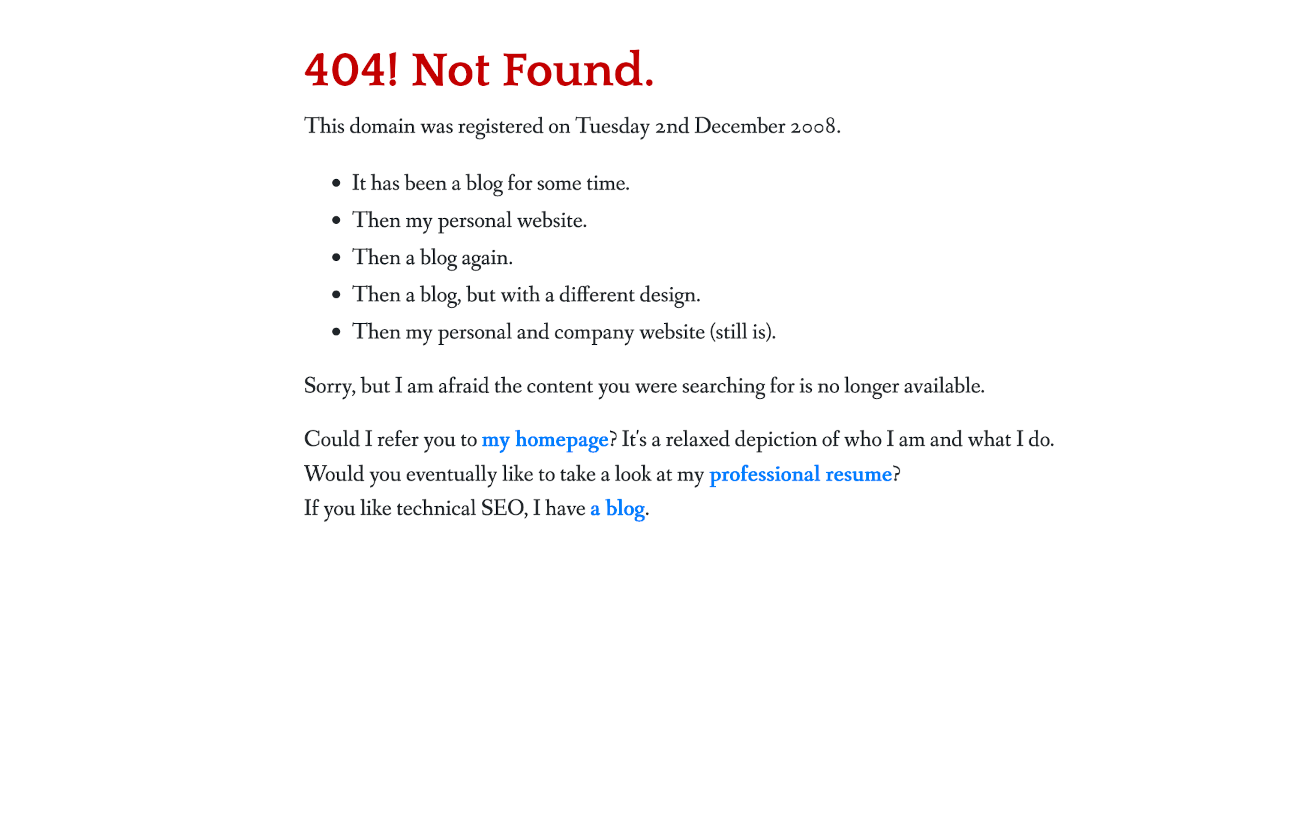 404! Not Found.
This domain was registered on Tuesday 2nd December 2008.
It has been a blog for some time.
Then my personal website.
Then a blog again.
Then a blog, but with a different design.
Then my personal and company website (still is).
Sorry, but I am afraid the content you were searching for is no longer available.
Could I refer you to my homepage? It's a relaxed depiction of who I am and what I do.
Would you eventually like to take a look at my professional resume?
If you like technical SEO, I have a blog.